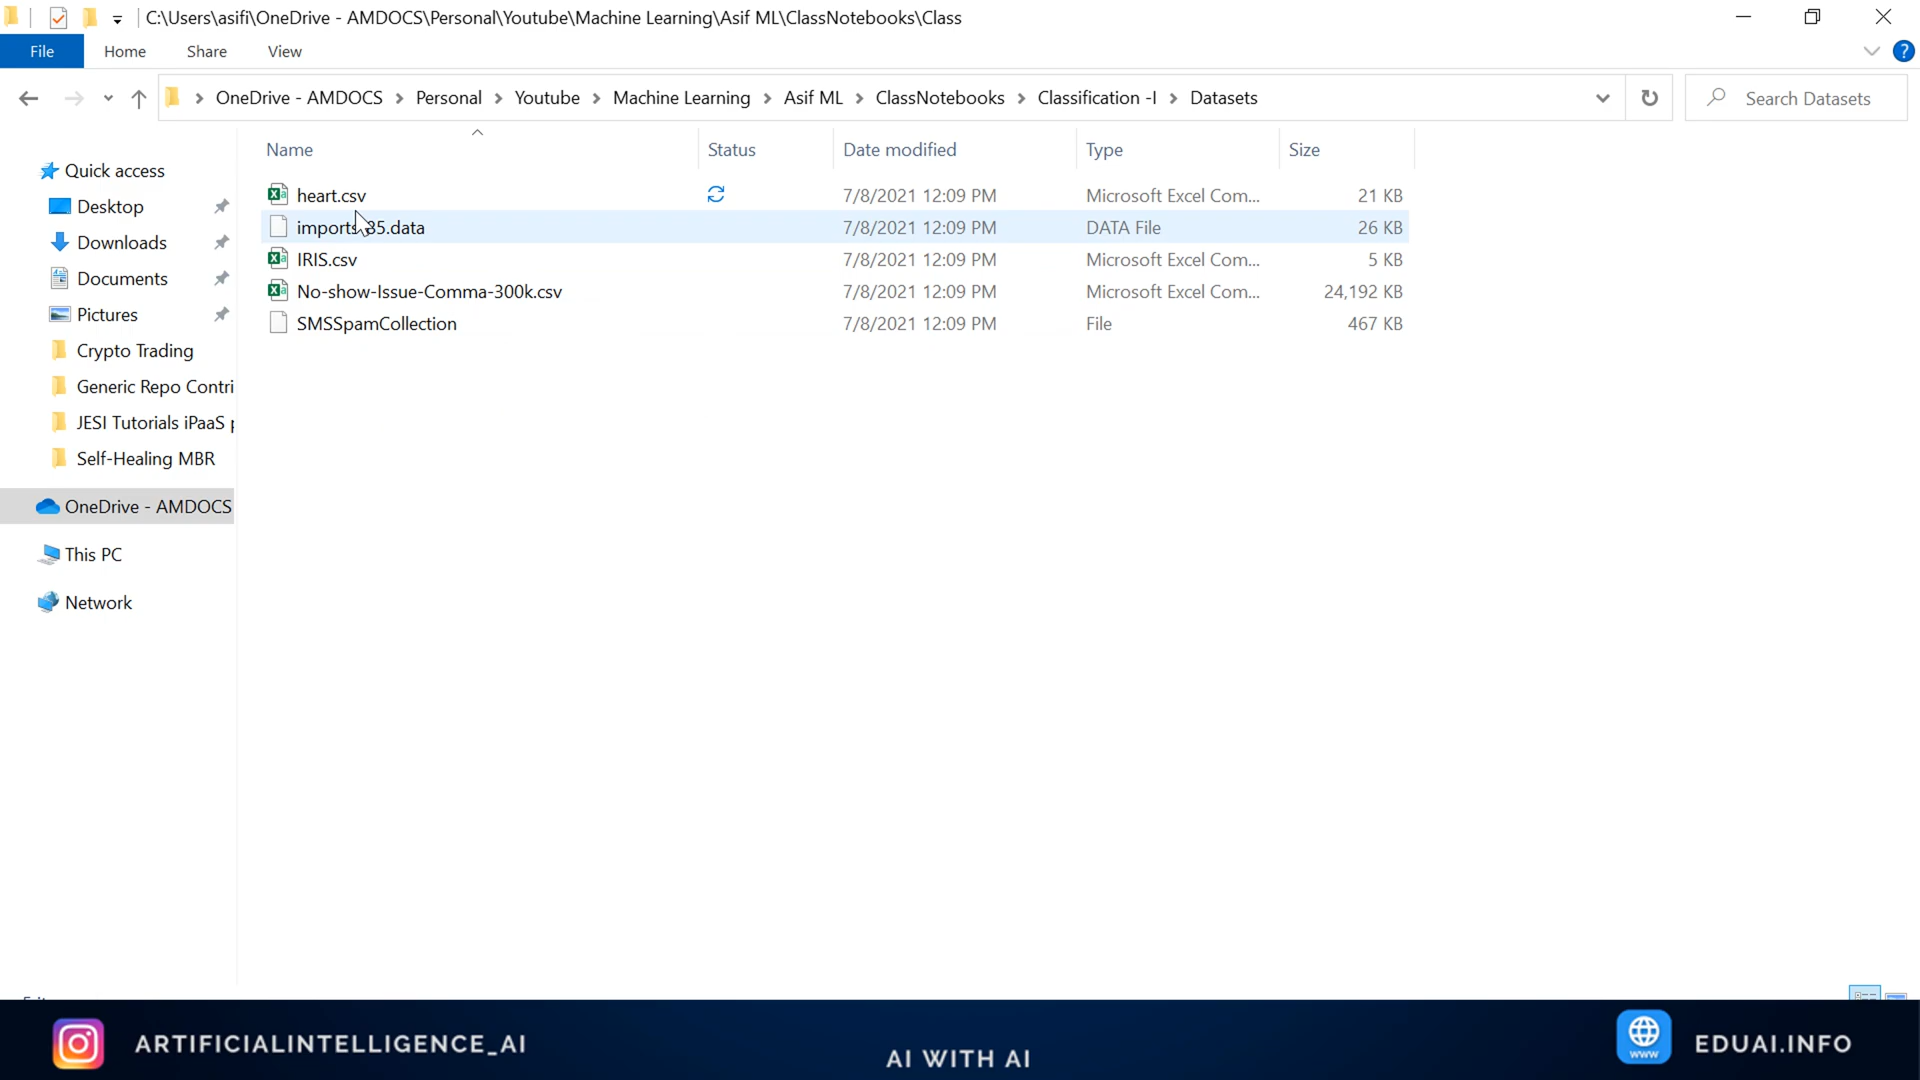 C:\Users\asifi\OneDrive - AMDOCS\Personal\Youtube\Machine Learning\Asif ML\ClassNotebooks\Class
File Home Share View
OneDrive - AMDOCS > Personal > Youtube > Machine Learning > Asif ML > ClassNotebooks > Classification -I > Datasets
Search Datasets
Name Status Date modified Type Size
Quick access
Desktop
Downloads
Documents
Pictures
Crypto Trading
Generic Repo Contri
JESI Tutorials iPaaS p
Self-Healing MBR
OneDrive - AMDOCS
This PC
Network
heart.csv 7/8/2021 12:09 PM Microsoft Excel Com... 21 KB
imports-85.data 7/8/2021 12:09 PM DATA File 26 KB
IRIS.csv 7/8/2021 12:09 PM Microsoft Excel Com... 5 KB
No-show-Issue-Comma-300k.csv 7/8/2021 12:09 PM Microsoft Excel Com... 24,192 KB
SMSSpamCollection 7/8/2021 12:09 PM File 467 KB
ARTIFICIALINTELLIGENCE_AI
AI WITH AI
www
EDUAI.INFO